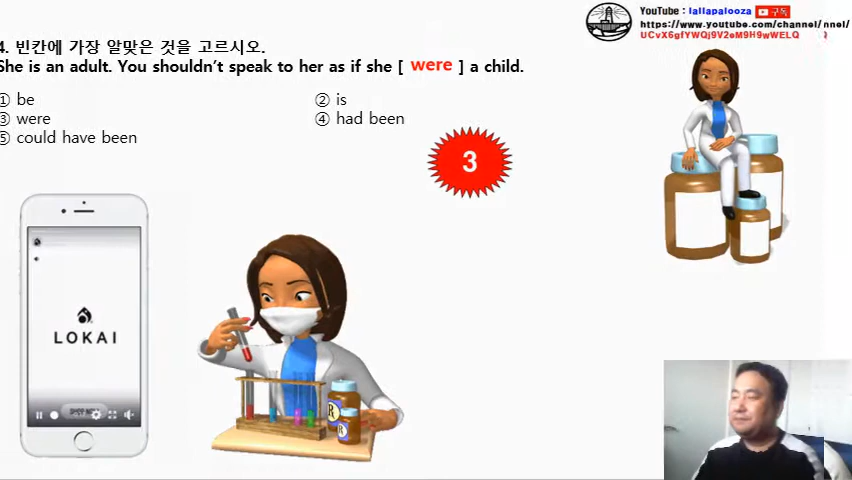 YouTube : lallapalooza 구독
https://www.youtube.com/channel/nnel/
UCvX6gfYWQj9V2eM9H9wWELQ
4. 빈칸에 가장 알맞은 것을 고르시오.
She is an adult. You shouldn't speak to her as if she [ were ] a child.
① be
② is
③ were
④ had been
⑤ could have been
3
LOKAI